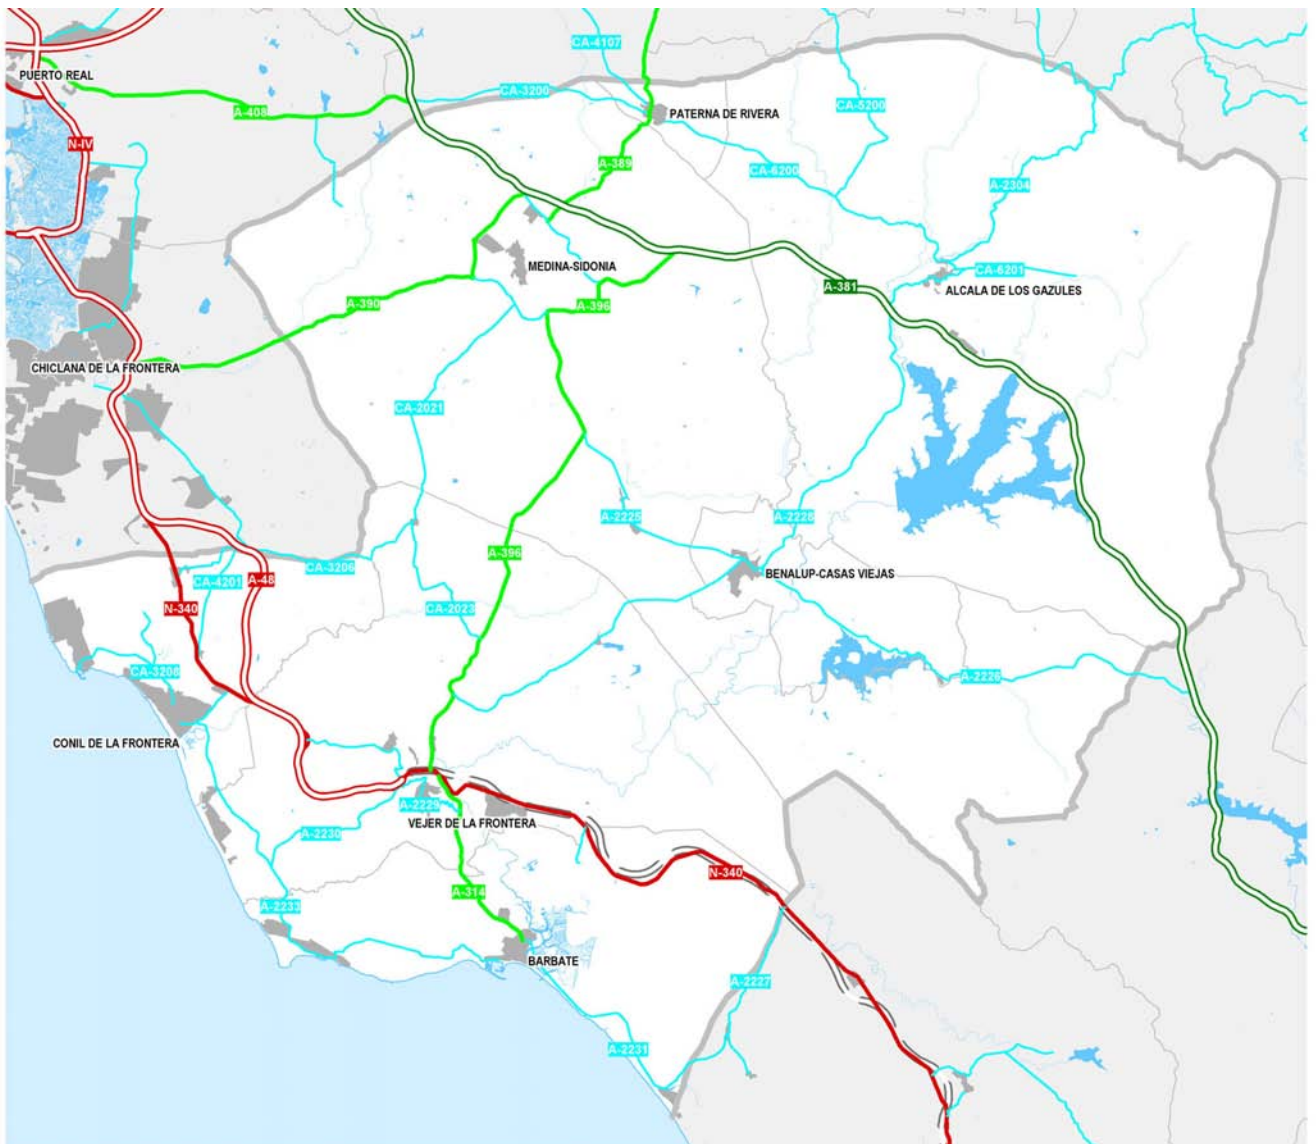 CA-4107
PUERTO REAL
CA-3200
A-408
PATERNA DE RIVERA
CA-5200
N-IV
A-389
CA-6200
A-2304
MEDINA-SIDONIA
CA-6201
A-381
ALCALA DE LOS GAZULES
A-390
A-396
CHICLANA DE LA FRONTERA
CA-2021
A-2225
A-2228
A-396
CA-3206
BENALUP-CASAS VIEJAS
CA-4201
A-48
N-340
CA-2023
CA-3208
A-2226
CONIL DE LA FRONTERA
A-2229
VEJER DE LA FRONTERA
A-2230
N-340
A-314
A-2233
BARBATE
A-2227
A-2231